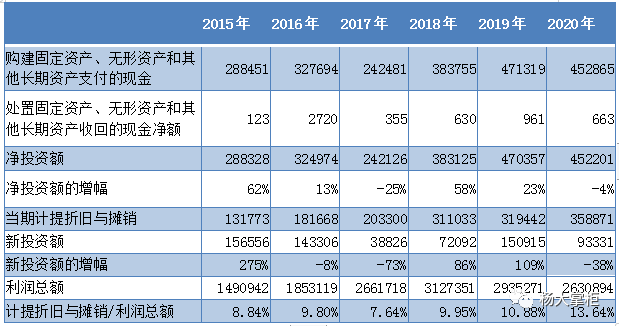 2015年 2016年 2017年 2018年 2019年 2020年
购建固定资产、无形资产和其
他长期资产支付的现金 288451 327694 242481 383755 471319 452865
处置固定资产、无形资产和其
他长期资产收回的现金净额 123 2720 355 630 961 663
净投资额 288328 324974 242126 383125 470357 452201
净投资额的增幅 62% 13% -25% 58% 23% -4%
当期计提折旧与摊销 131773 181668 203300 311033 319442 358871
新投资额 156556 143306 38826 72092 150915 93331
新投资额的增幅 275% -8% -73% 86% 109% -38%
利润总额 1490942 1853119 2661718 3127351 2935271 2630894
计提折旧与摊销/利润总额 8.84% 9.80% 7.64% 9.95% 10.88% 13.64%
杨大掌柜